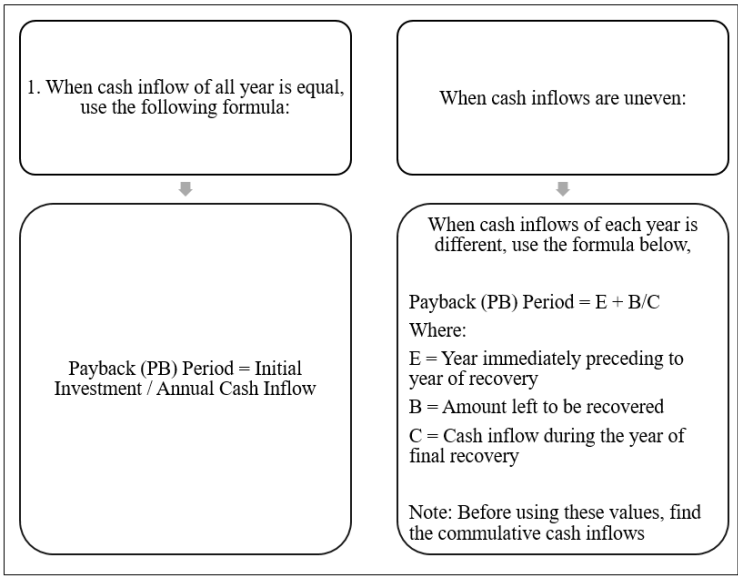 1. When cash inflow of all year is equal,
use the following formula:
When cash inflows are uneven:
Payback (PB) Period = Initial
Investment / Annual Cash Inflow
When cash inflows of each year is
different, use the formula below,
Payback (PB) Period = E + B/C
Where:
E = Year immediately preceding to
year of recovery
B = Amount left to be recovered
C = Cash inflow during the year of
final recovery
Note: Before using these values, find
the commulative cash inflows